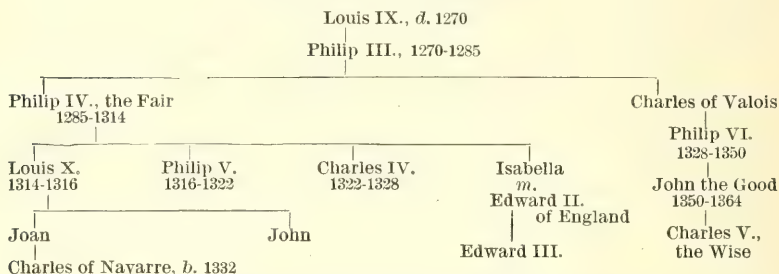 Louis IX., d. 1270
Philip III., 1270-1285
Philip IV., the Fair
1285-1314
Charles of Valois
Philip VI.
1328-1350
Louis X.
1314-1316
Philip V.
1316-1322
Charles IV.
1322-1328
Isabella
m.
Edward II.
of England
Edward III.
John the Good
1350-1364
Charles V.,
the Wise
Joan
John
Charles of Navarre, b. 1332